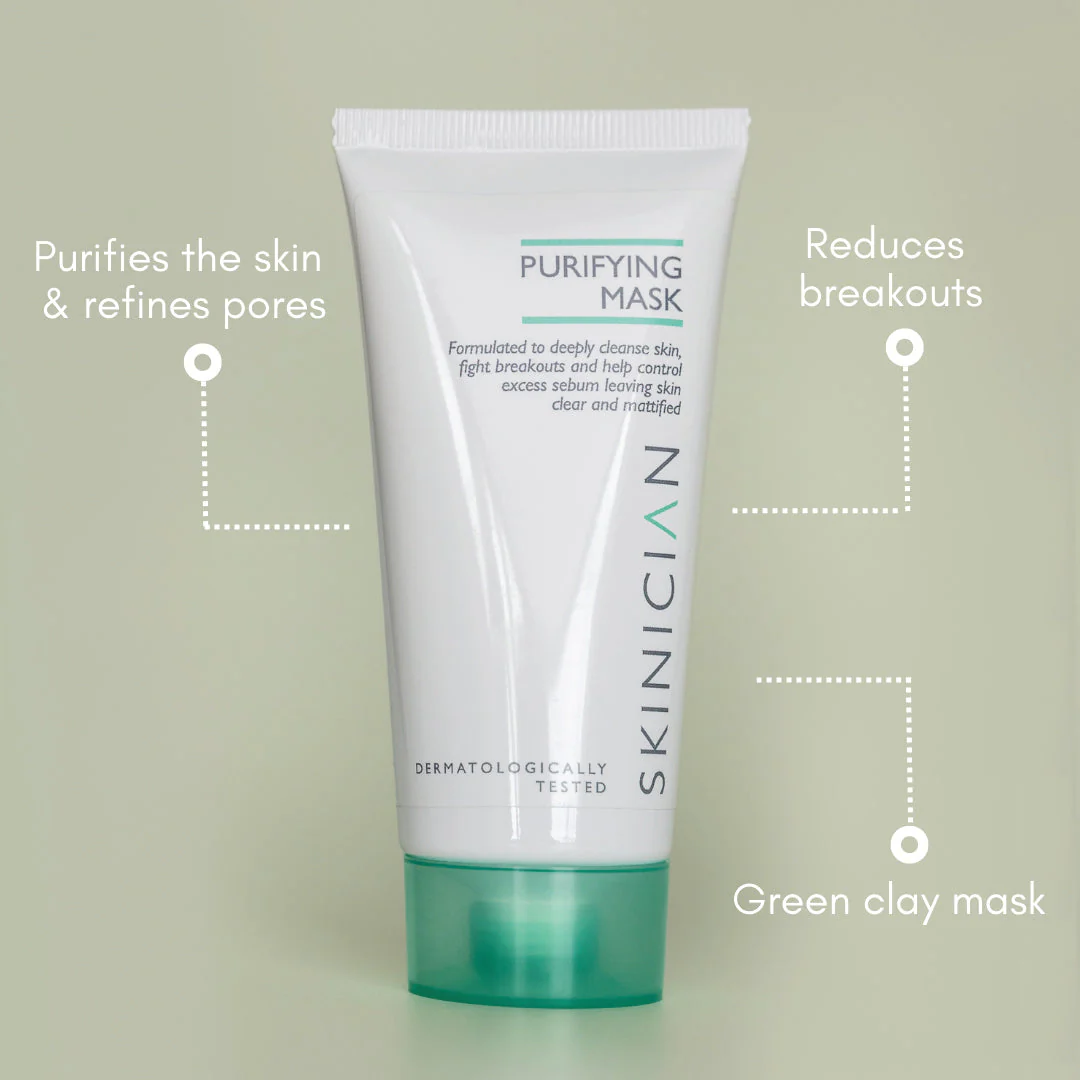 Purifies the skin
& refines pores
Reduces
breakouts
PURIFYING
MASK
Formulated to deeply cleanse skin,
fight breakouts and help control
excess sebum leaving skin
clear and mattified
SKINICIAN
DERMATOLOGICALLY
TESTED
Green clay mask